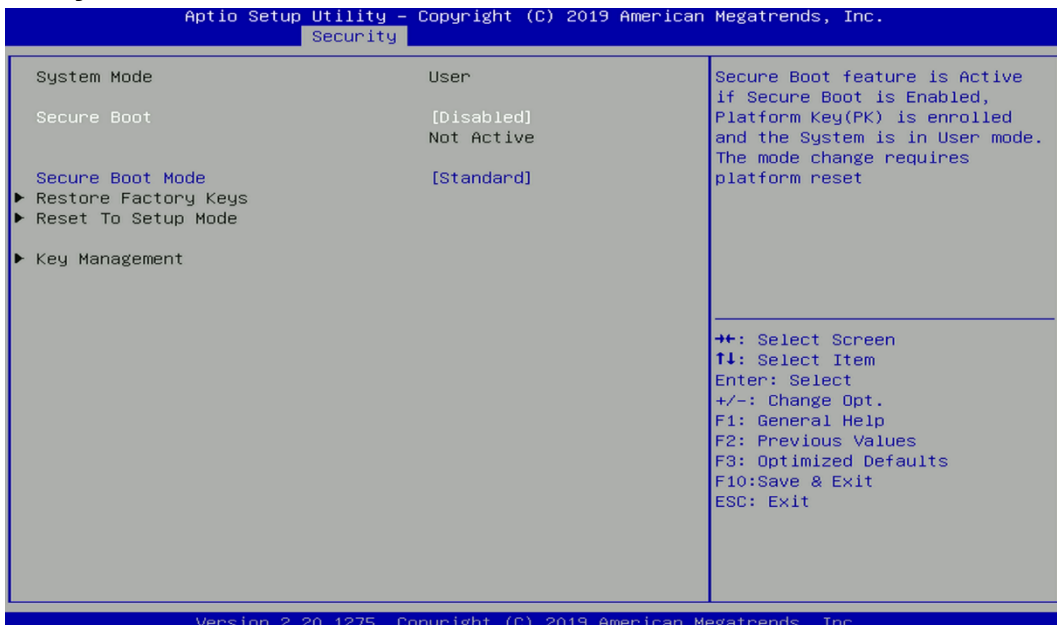 Aptio Setup Utility – Copyright (C) 2019 American Megatrends, Inc.
Security
System Mode User
Secure Boot [Disabled]
Not Active
Secure Boot Mode [Standard]
► Restore Factory Keys
► Reset To Setup Mode
► Key Management
Secure Boot feature is Active
if Secure Boot is Enabled,
Platform Key(PK) is enrolled
and the System is in User mode.
The mode change requires
platform reset
→←: Select Screen
↑↓: Select Item
Enter: Select
+/-: Change Opt.
F1: General Help
F2: Previous Values
F3: Optimized Defaults
F10:Save & Exit
ESC: Exit
Version 2.20.1275. Copyright (C) 2019 American Megatrends, Inc.